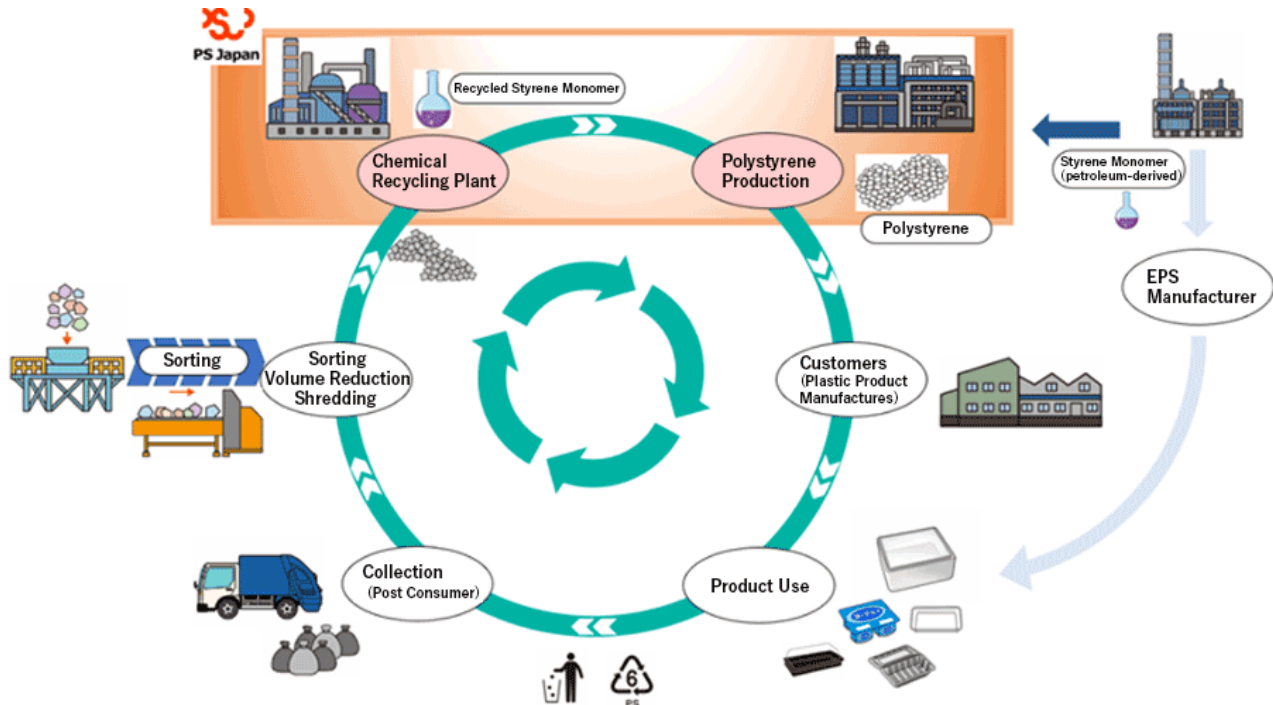 PS Japan
Recycled Styrene Monomer
Chemical
Recycling Plant
Polystyrene
Production
Styrene Monomer
(petroleum-derived)
Polystyrene
EPS
Manufacturer
Sorting
Sorting
Volume Reduction
Shredding
Customers
(Plastic Product
Manufactures)
Collection
(Post Consumer)
Product Use
6
PS